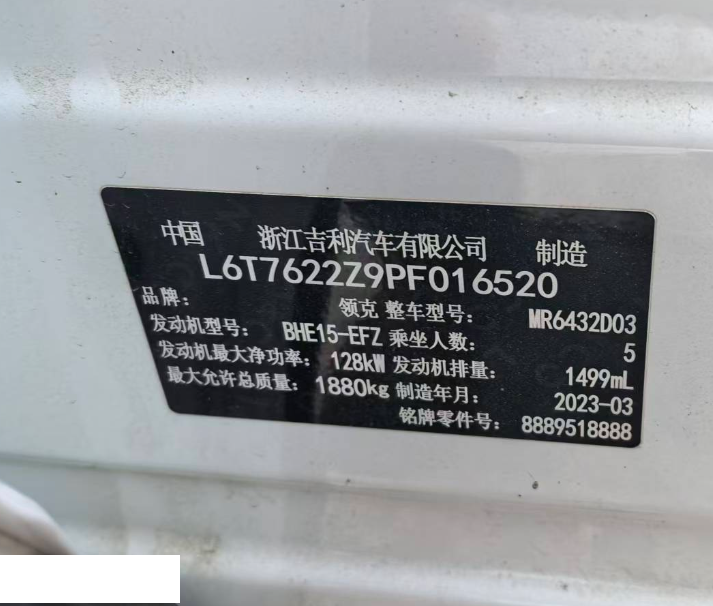 中国 浙江吉利汽车有限公司 制造
L6T7622Z9PF016520
品牌： 领克 整车型号： MR6432D03
发动机型号： BHE15-EFZ 乘坐人数： 5
发动机最大净功率： 128kW 发动机排量： 1499mL
最大允许总质量： 1880kg 制造年月： 2023-03
铭牌零件号： 8889518888